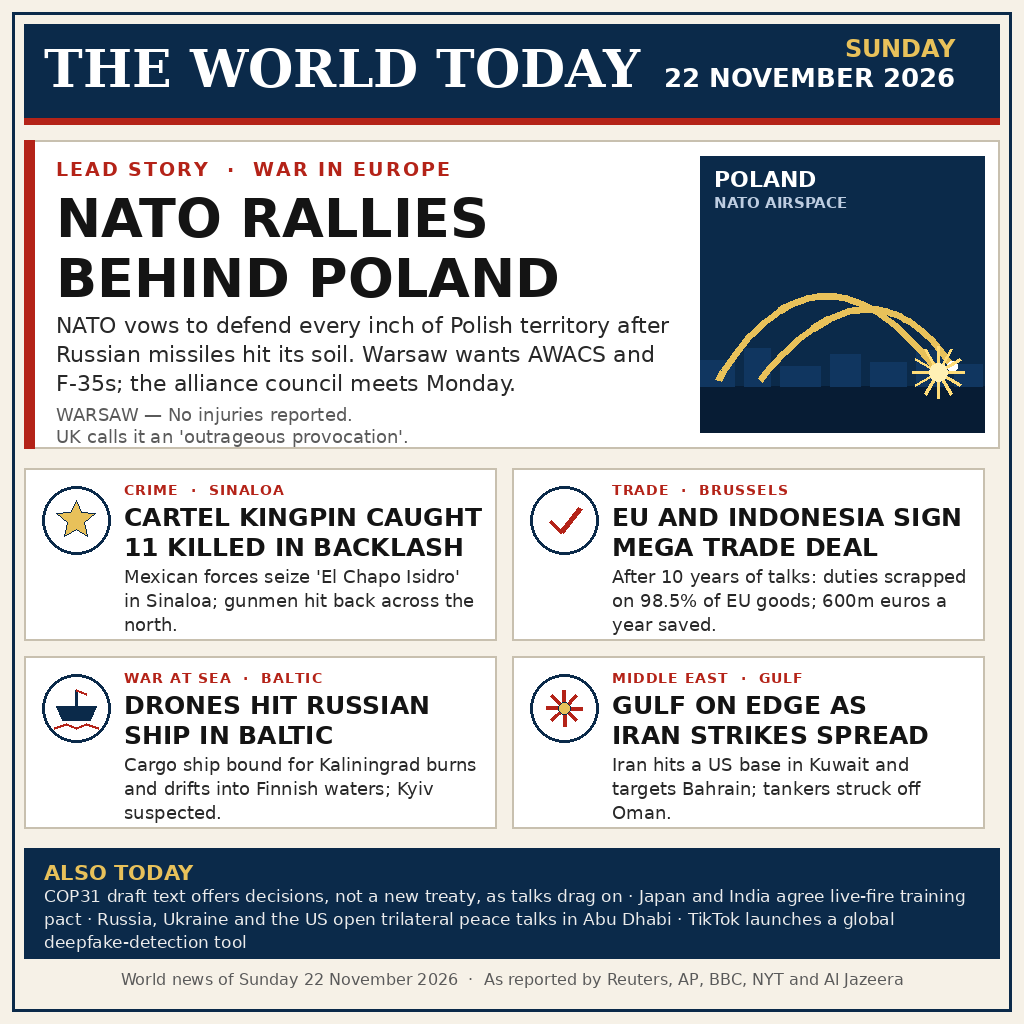 THE WORLD TODAY
SUNDAY
22 NOVEMBER 2026
LEAD STORY · WAR IN EUROPE
NATO RALLIES
BEHIND POLAND
NATO vows to defend every inch of Polish territory after
Russian missiles hit its soil. Warsaw wants AWACS and
F-35s; the alliance council meets Monday.
WARSAW — No injuries reported.
UK calls it an 'outrageous provocation'.
POLAND
NATO AIRSPACE
CRIME · SINALOA
CARTEL KINGPIN CAUGHT
11 KILLED IN BACKLASH
Mexican forces seize 'El Chapo Isidro'
in Sinaloa; gunmen hit back across the
north.
TRADE · BRUSSELS
EU AND INDONESIA SIGN
MEGA TRADE DEAL
After 10 years of talks: duties scrapped
on 98.5% of EU goods; 600m euros a
year saved.
WAR AT SEA · BALTIC
DRONES HIT RUSSIAN
SHIP IN BALTIC
Cargo ship bound for Kaliningrad burns
and drifts into Finnish waters; Kyiv
suspected.
MIDDLE EAST · GULF
GULF ON EDGE AS
IRAN STRIKES SPREAD
Iran hits a US base in Kuwait and
targets Bahrain; tankers struck off
Oman.
ALSO TODAY
COP31 draft text offers decisions, not a new treaty, as talks drag on · Japan and India agree live-fire training
pact · Russia, Ukraine and the US open trilateral peace talks in Abu Dhabi · TikTok launches a global
deepfake-detection tool
World news of Sunday 22 November 2026 · As reported by Reuters, AP, BBC, NYT and Al Jazeera